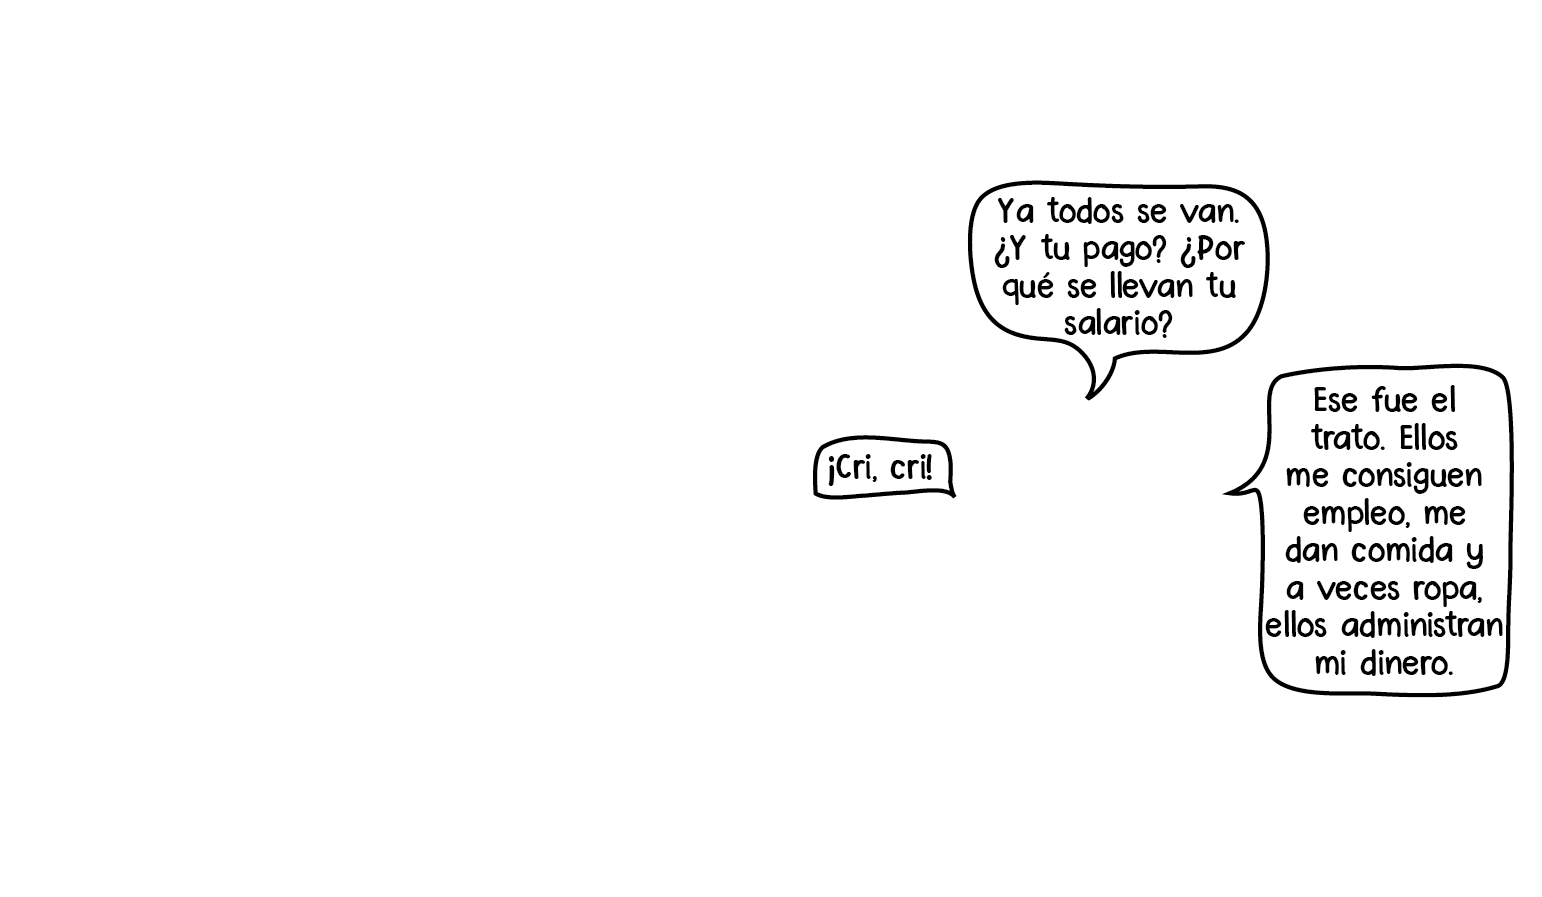 Ya todos se van.
¿Y tu pago? ¿Por
qué se llevan tu
salario?
¡Cri, cri!
Ese fue el
trato. Ellos
me consiguen
empleo, me
dan comida y
a veces ropa,
ellos administran
mi dinero.